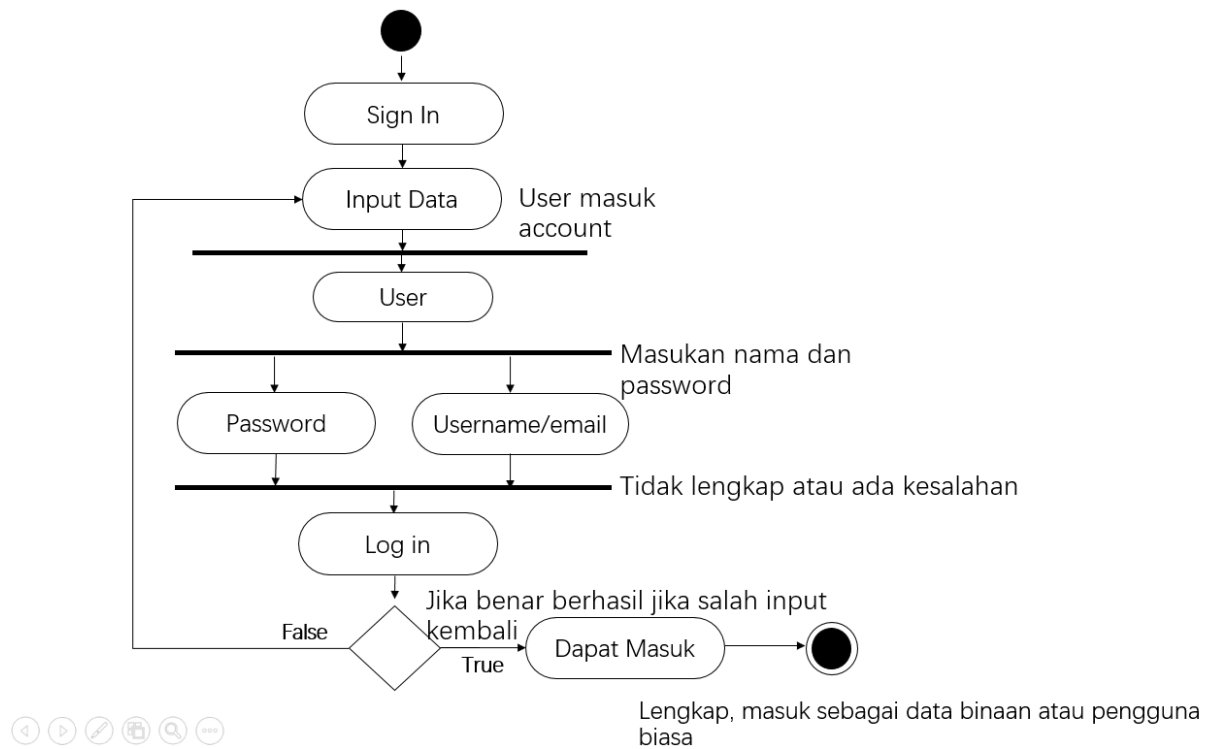 Sign In
Input Data
User masuk
account
User
Masukan nama dan
password
Password
Username/email
Tidak lengkap atau ada kesalahan
Log in
Jika benar berhasil jika salah input
kembali
False
True
Dapat Masuk
Lengkap, masuk sebagai data binaan atau pengguna
biasa